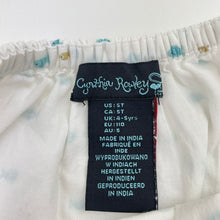 Cynthia Rowley
US: 5T
CA: 5T
UK: 4-5yrs
EU: 110
AU: 5
MADE IN INDIA
FABRIQUÉ EN
INDE
WYPRODUKOWANO
W INDIACH
HERGESTELLT
IN INDIEN
GEPRODUCEERD
IN INDIA